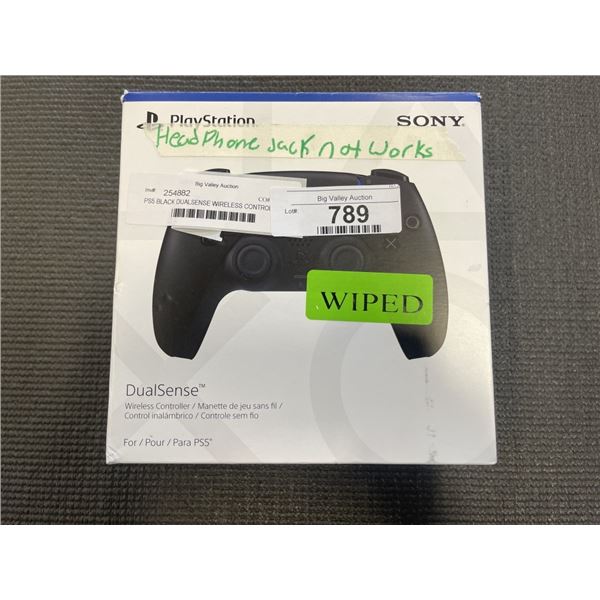 PlayStation
SONY
HeadPhone Jack not works
Big Valley Auction
Inv#: 254882
PS5 BLACK DUALSENSE WIRELESS CONTRO
Big Valley Auction
Lot#: 789
WIPED
DualSense™
Wireless Controller / Manette de jeu sans fil /
Control inalámbrico / Controle sem fio
For / Pour / Para PS5®